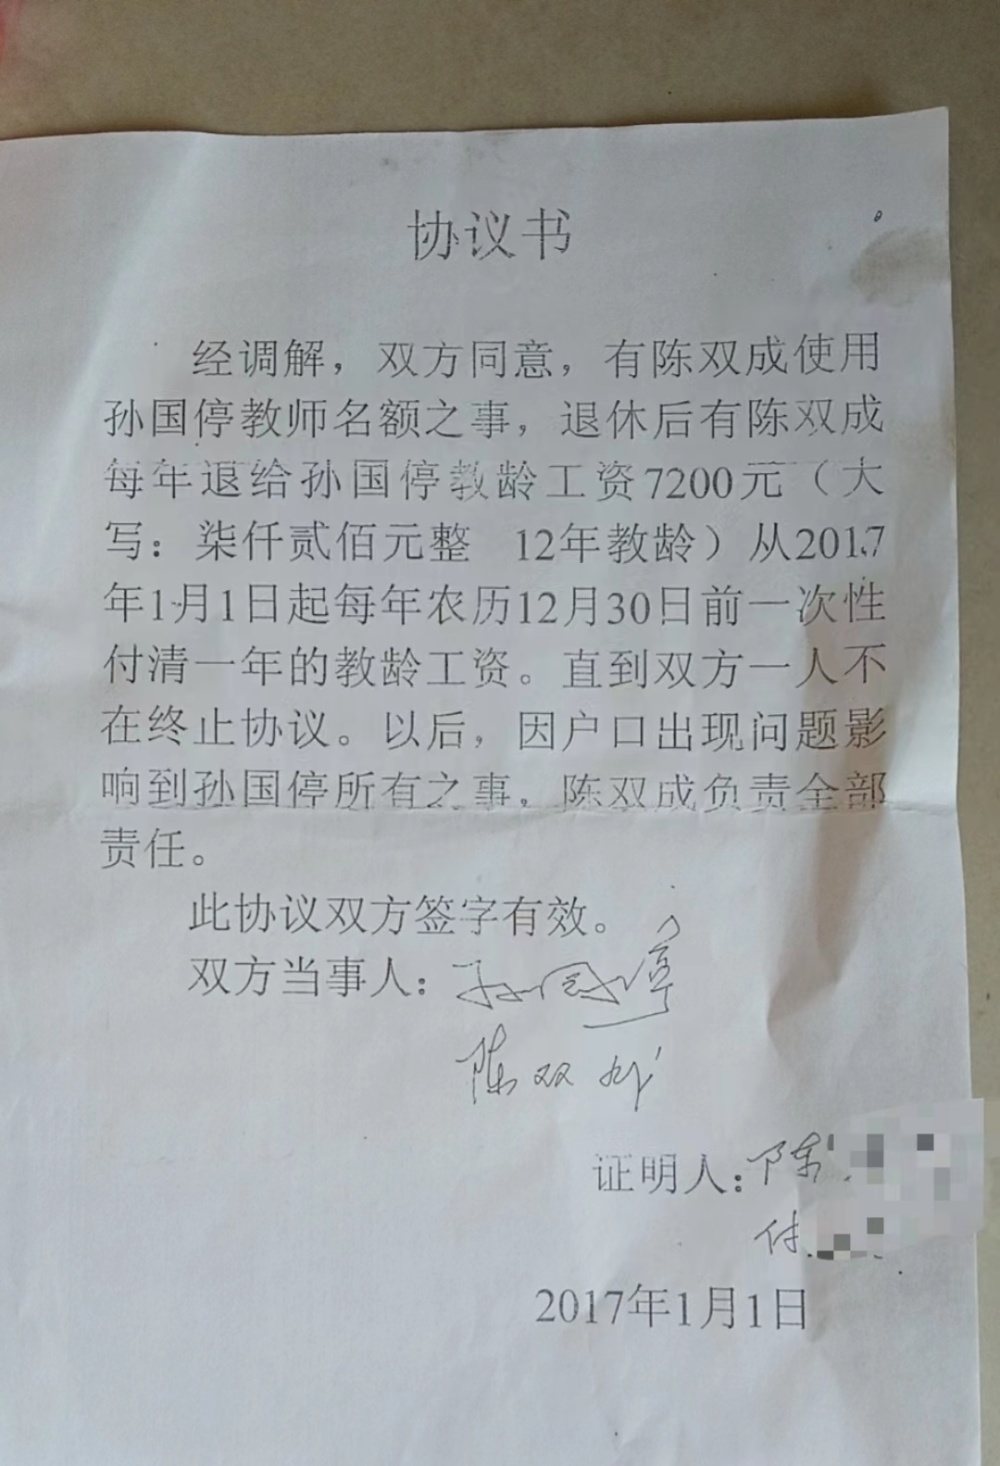 协议书
经调解，双方同意，有陈双成使用
孙国停教师名额之事，退休后有陈双成
每年退给孙国停教龄工资7200元（大
写：柒仟贰佰元整 12年教龄）从2017
年1月1日起每年农历12月30日前一次性
付清一年的教龄工资。直到双方一人不
在终止协议。以后，因户口出现问题影
响到孙国停所有之事，陈双成负责全部
责任。
此协议双方签字有效。
双方当事人：孙国停
陈双成
证明人：陈
付
2017年1月1日